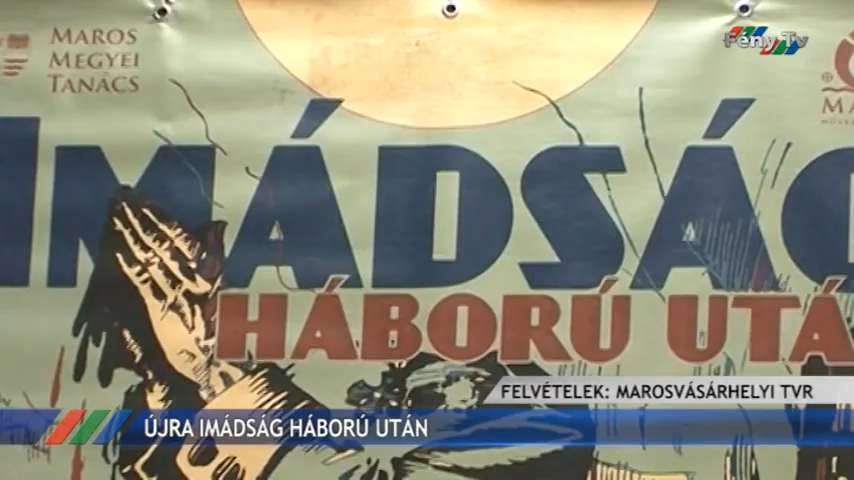 MAROS
MEGYEI
TANÁCS
Fény Tv
IMÁDSÁG
HÁBORÚ UTÁ
FELVÉTELEK: MAROSVÁSÁRHELYI TVR
ÚJRA IMÁDSÁG HÁBORÚ UTÁN